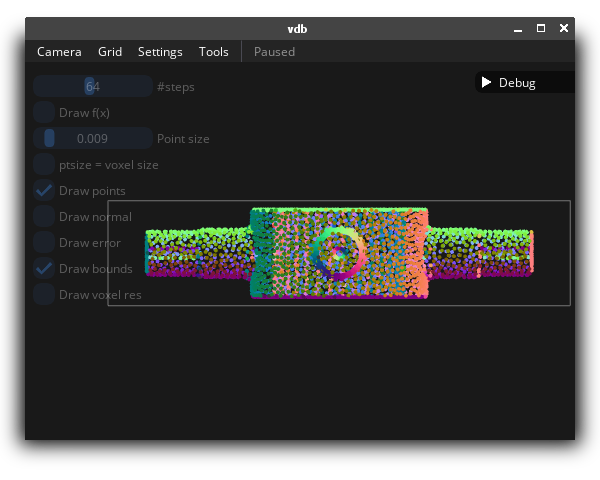 vdb
Camera Grid Settings Tools Paused
64 #steps
Debug
Draw f(x)
0.009 Point size
ptsize = voxel size
Draw points
Draw normal
Draw error
Draw bounds
Draw voxel res